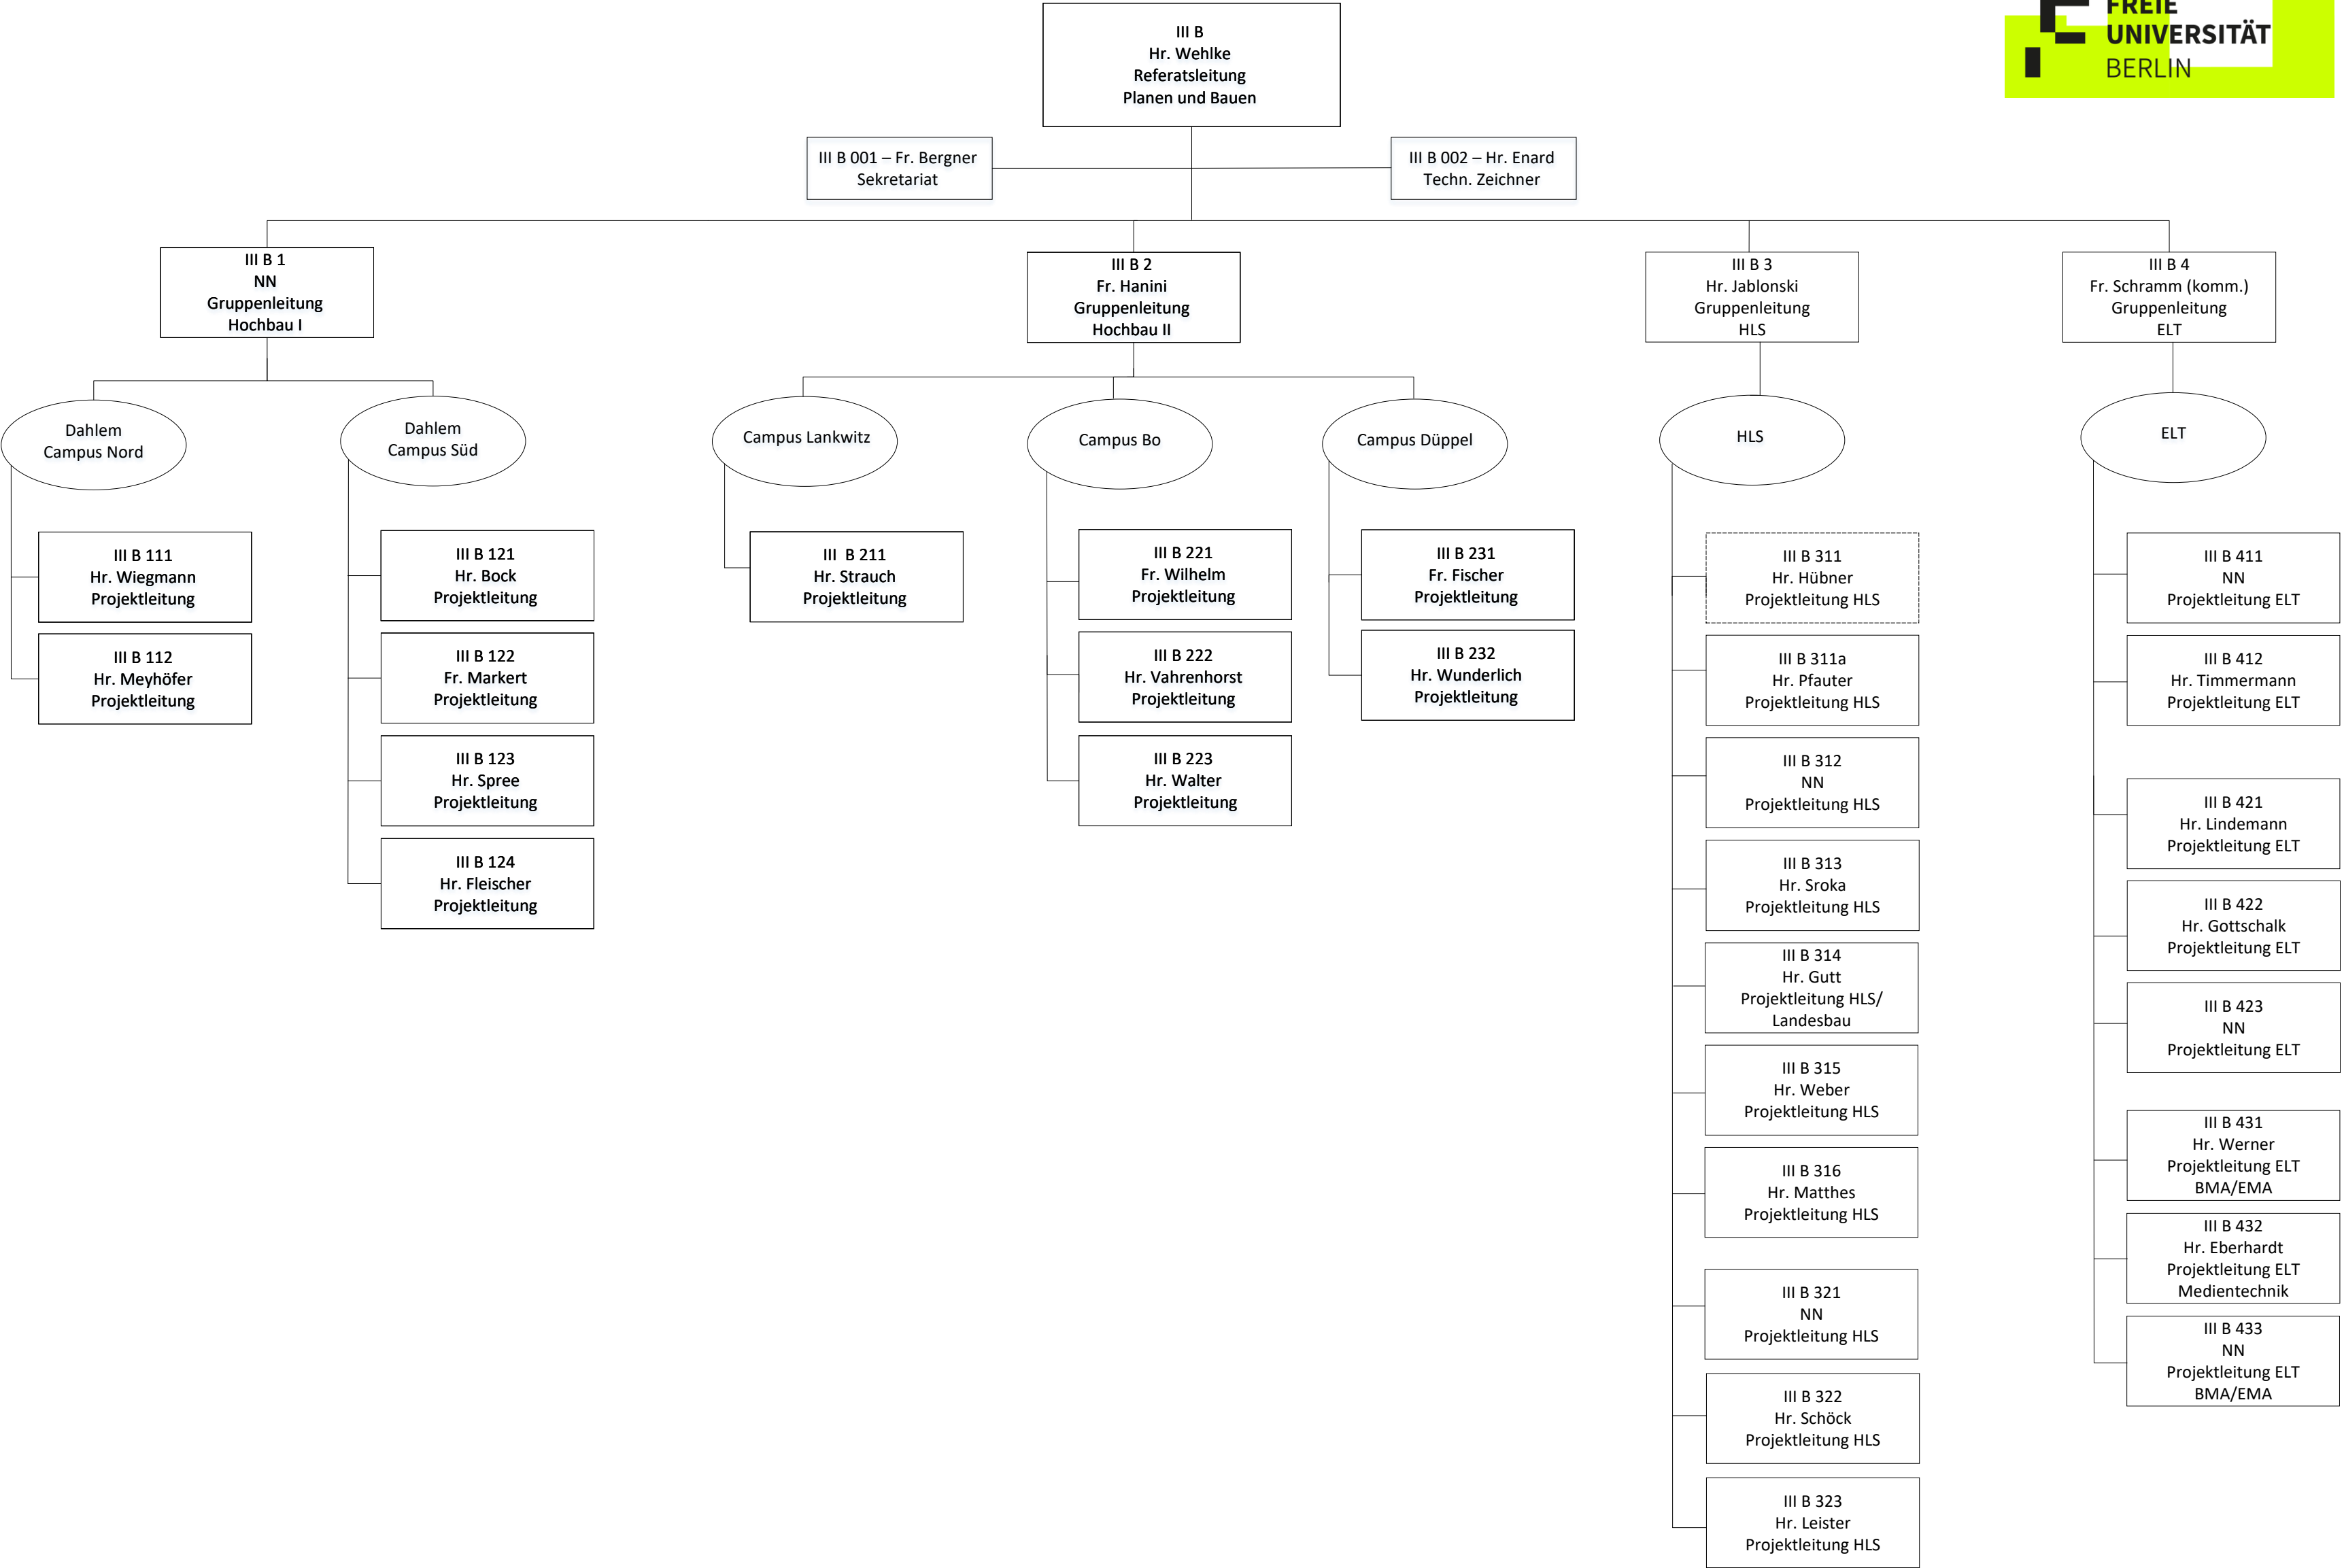 FREIE
UNIVERSITÄT
BERLIN
III B
Hr. Wehlke
Referatsleitung
Planen und Bauen
III B 001 – Fr. Bergner
Sekretariat
III B 002 – Hr. Enard
Techn. Zeichner
III B 1
NN
Gruppenleitung
Hochbau I
III B 2
Fr. Hanini
Gruppenleitung
Hochbau II
III B 3
Hr. Jablonski
Gruppenleitung
HLS
III B 4
Fr. Schramm (komm.)
Gruppenleitung
ELT
Dahlem
Campus Nord
Dahlem
Campus Süd
Campus Lankwitz
Campus Bo
Campus Düppel
HLS
ELT
III B 111
Hr. Wiegmann
Projektleitung
III B 112
Hr. Meyhöfer
Projektleitung
III B 121
Hr. Bock
Projektleitung
III B 122
Fr. Markert
Projektleitung
III B 123
Hr. Spree
Projektleitung
III B 124
Hr. Fleischer
Projektleitung
III B 211
Hr. Strauch
Projektleitung
III B 221
Fr. Wilhelm
Projektleitung
III B 222
Hr. Vahrenhorst
Projektleitung
III B 223
Hr. Walter
Projektleitung
III B 231
Fr. Fischer
Projektleitung
III B 232
Hr. Wunderlich
Projektleitung
III B 311
Hr. Hübner
Projektleitung HLS
III B 311a
Hr. Pfauter
Projektleitung HLS
III B 312
NN
Projektleitung HLS
III B 313
Hr. Sroka
Projektleitung HLS
III B 314
Hr. Gutt
Projektleitung HLS/
Landesbau
III B 315
Hr. Weber
Projektleitung HLS
III B 316
Hr. Matthes
Projektleitung HLS
III B 321
NN
Projektleitung HLS
III B 322
Hr. Schöck
Projektleitung HLS
III B 323
Hr. Leister
Projektleitung HLS
III B 411
NN
Projektleitung ELT
III B 412
Hr. Timmermann
Projektleitung ELT
III B 421
Hr. Lindemann
Projektleitung ELT
III B 422
Hr. Gottschalk
Projektleitung ELT
III B 423
NN
Projektleitung ELT
III B 431
Hr. Werner
Projektleitung ELT
BMA/EMA
III B 432
Hr. Eberhardt
Projektleitung ELT
Medientechnik
III B 433
NN
Projektleitung ELT
BMA/EMA